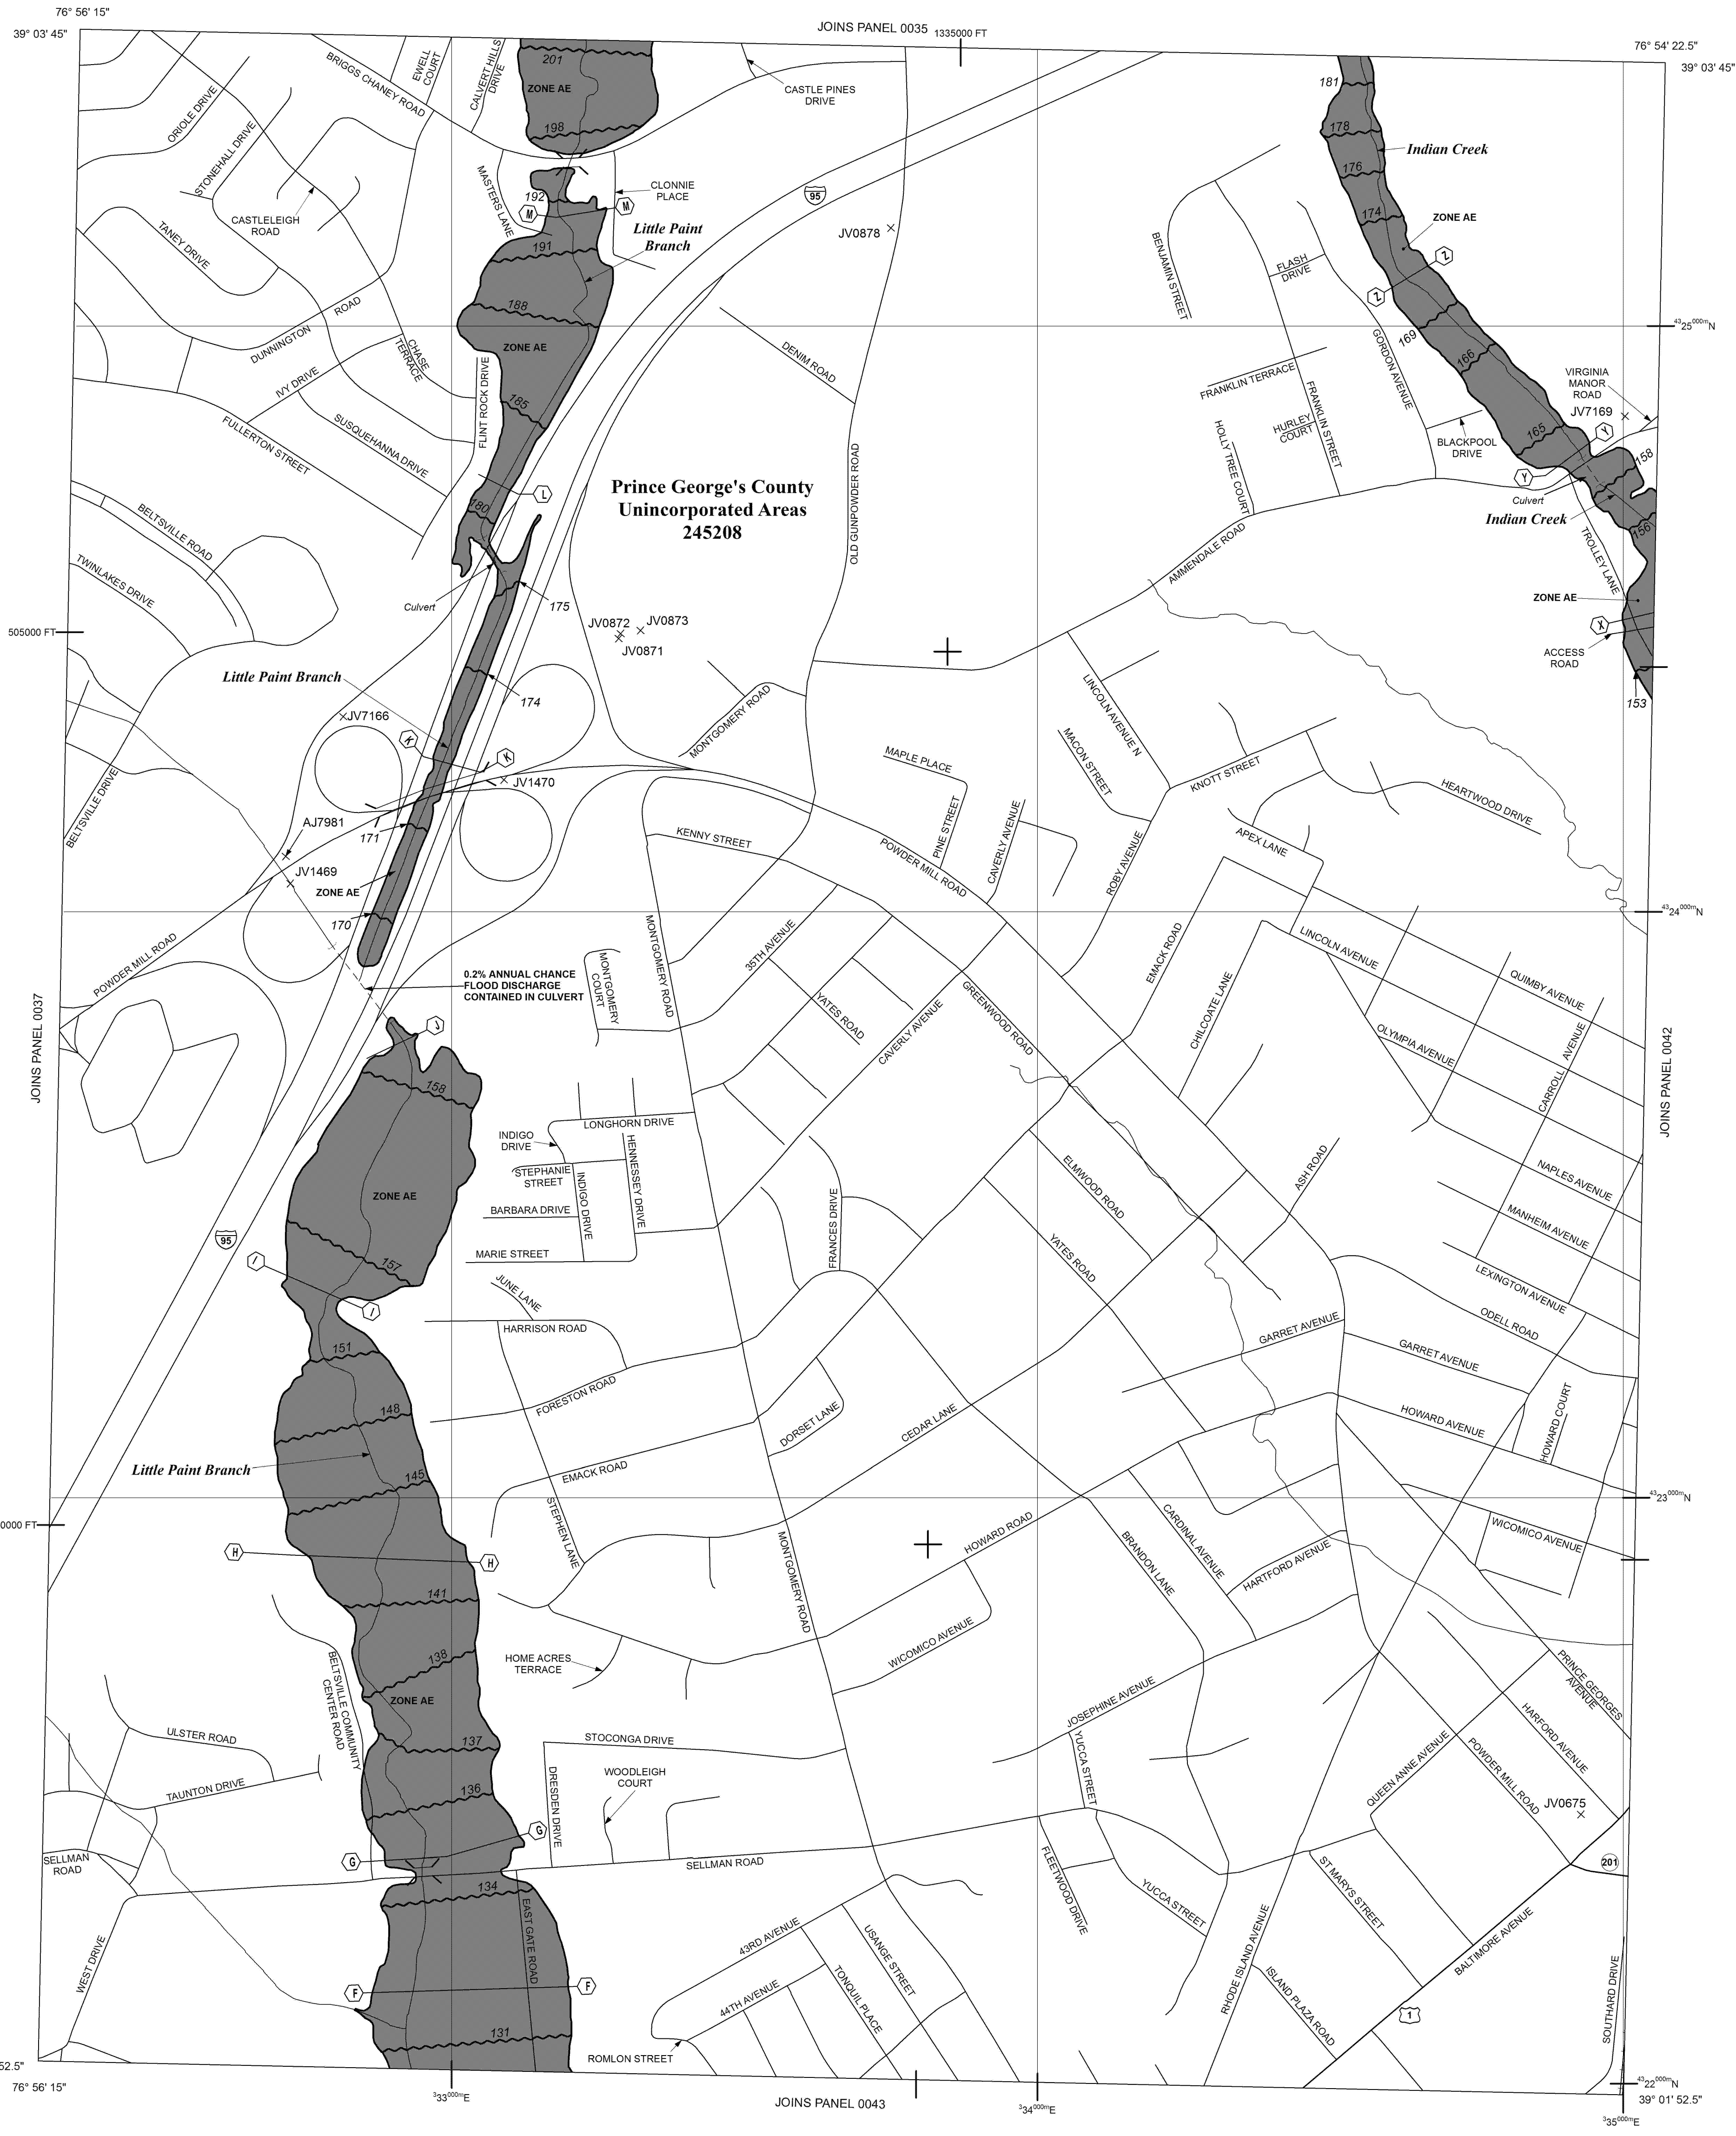 76° 56' 15"
39° 03' 45"
JOINS PANEL 0035
1335000 FT
76° 54' 22.5"
39° 03' 45"
BRIGGS CHANEY ROAD
EWELL
COURT
CALVERT HILLS
DRIVE
201
ZONE AE
198
CASTLE PINES
DRIVE
ORIOLE DRIVE
STONEHALL DRIVE
CASTLELEIGH
ROAD
TANEY DRIVE
MASTERS LANE
192
M
M
CLONNIE
PLACE
Little Paint
Branch
191
188
ZONE AE
95
JV0878
181
178
176
174
Indian Creek
ZONE AE
Z
Z
BENJAMIN STREET
FLASH
DRIVE
GORDON AVENUE
169
166
165
⁴³25⁰⁰⁰ᵐN
VIRGINIA
MANOR
ROAD
JV7169
Y
Y
158
156
Culvert
Indian Creek
TROLLEY LANE
ZONE AE
X
ACCESS
ROAD
153
DUNNINGTON
ROAD
CHASE
TERRACE
IVY DRIVE
SUSQUEHANNA DRIVE
FLINT ROCK DRIVE
FULLERTON STREET
185
L
180
DENIM ROAD
OLD GUNPOWDER ROAD
FRANKLIN TERRACE
FRANKLIN STREET
HURLEY
COURT
HOLLY TREE COURT
BLACKPOOL
DRIVE
AMMENDALE ROAD
Prince George's County
Unincorporated Areas
245208
BELTSVILLE ROAD
TWINLAKES DRIVE
Culvert
175
JV0872
JV0873
JV0871
505000 FT
Little Paint Branch
174
JV7166
K
K
JV1470
MONTGOMERY ROAD
LINCOLN AVENUE N
MACON STREET
MAPLE PLACE
PINE STREET
KNOTT STREET
HEARTWOOD DRIVE
BELTSVILLE DRIVE
AJ7981
171
JV1469
ZONE AE
170
KENNY STREET
POWDER MILL ROAD
CAVERLY AVENUE
ROBY AVENUE
APEX LANE
⁴³24⁰⁰⁰ᵐN
POWDER MILL ROAD
0.2% ANNUAL CHANCE
FLOOD DISCHARGE
CONTAINED IN CULVERT
MONTGOMERY
COURT
MONTGOMERY ROAD
35TH AVENUE
YATES ROAD
CAVERLY AVENUE
GREENWOOD ROAD
EMACK ROAD
CHILCOATE LANE
LINCOLN AVENUE
QUIMBY AVENUE
OLYMPIA AVENUE
CARROLL
AVENUE
JOINS PANEL 0037
JOINS PANEL 0042
J
158
ZONE AE
157
95
I
I
INDIGO
DRIVE
LONGHORN DRIVE
HENNESSEY DRIVE
STEPHANIE
STREET
INDIGO DRIVE
BARBARA DRIVE
MARIE STREET
JUNE LANE
HARRISON ROAD
FRANCES DRIVE
ELMWOOD ROAD
YATES ROAD
ASH ROAD
NAPLES AVENUE
MANHEIM AVENUE
LEXINGTON AVENUE
ODELL ROAD
GARRET AVENUE
GARRET AVENUE
151
148
Little Paint Branch
145
FORESTON ROAD
EMACK ROAD
DORSET LANE
CEDAR LANE
HOWARD AVENUE
HOWARD COURT
⁴³23⁰⁰⁰ᵐN
0000 FT
H
H
STEPHEN LANE
MONTGOMERY ROAD
HOWARD ROAD
BRANDON LANE
CARDINAL AVENUE
HARTFORD AVENUE
WICOMICO AVENUE
141
138
ZONE AE
BELTSVILLE COMMUNITY
CENTER ROAD
HOME ACRES
TERRACE
WICOMICO AVENUE
JOSEPHINE AVENUE
PRINCE GEORGES
AVENUE
HARFORD AVENUE
ULSTER ROAD
TAUNTON DRIVE
137
136
STOCONGA DRIVE
DRESDEN DRIVE
WOODLEIGH
COURT
YUCCA STREET
QUEEN ANNE AVENUE
POWDER MILL ROAD
JV0675
SELLMAN
ROAD
G
G
134
SELLMAN ROAD
FLEETWOOD DRIVE
YUCCA STREET
ST MARYS STREET
201
WEST DRIVE
EAST GATE ROAD
F
F
131
43RD AVENUE
44TH AVENUE
USANGE STREET
TONQUIL PLACE
ROMLON STREET
RHODE ISLAND AVENUE
ISLAND PLAZA ROAD
BALTIMORE AVENUE
1
SOUTHARD DRIVE
52.5"
76° 56' 15"
³33⁰⁰⁰ᵐE
JOINS PANEL 0043
³34⁰⁰⁰ᵐE
⁴³22⁰⁰⁰ᵐN
39° 01' 52.5"
³35⁰⁰⁰ᵐE